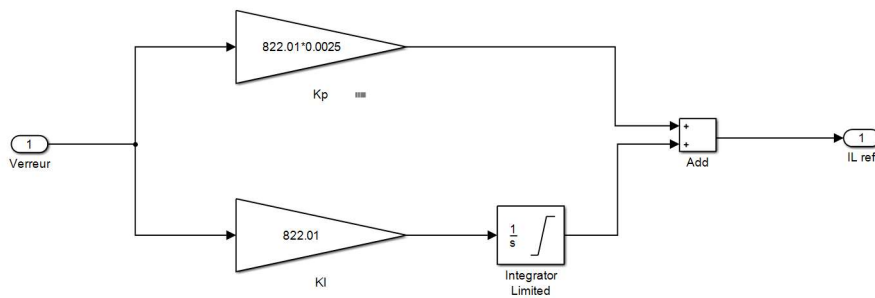 822.01*0.0025
Kp
1
Verreur
+
+
Add
1
IL ref
822.01
KI
1
s
Integrator
Limited